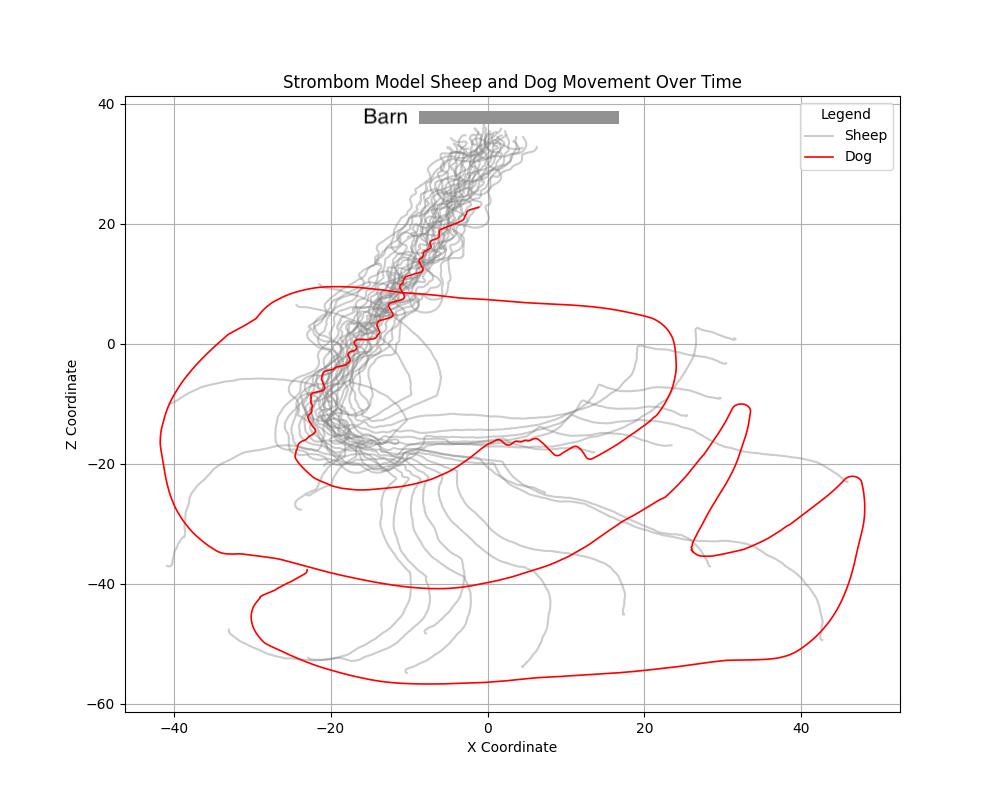 Strombom Model Sheep and Dog Movement Over Time
40
Barn
Legend
Sheep
Dog
20
0
−20
−40
−60
Z Coordinate
−40
−20
0
20
40
X Coordinate